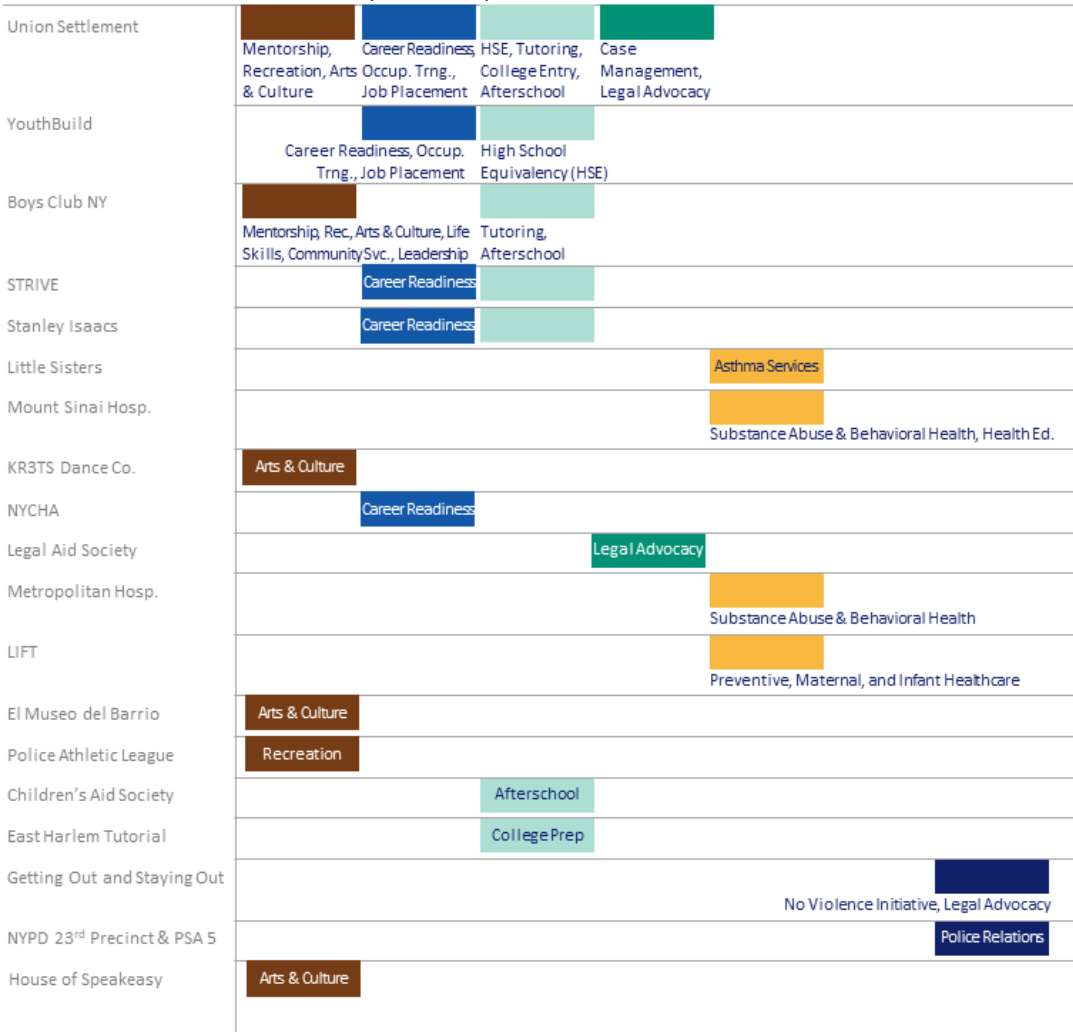 Union Settlement
Mentorship, Recreation, Arts & Culture
Career Readiness, Occup. Trng., Job Placement
HSE, Tutoring, College Entry, Afterschool
Case Management, Legal Advocacy
YouthBuild
Career Readiness, Occup. Trng., Job Placement
High School Equivalency (HSE)
Boys Club NY
Mentorship, Rec., Arts & Culture, Life Skills, Community Svc., Leadership
Tutoring, Afterschool
STRIVE
Career Readiness
Stanley Isaacs
Career Readiness
Little Sisters
Asthma Services
Mount Sinai Hosp.
Substance Abuse & Behavioral Health, Health Ed.
KR3TS Dance Co.
Arts & Culture
NYCHA
Career Readiness
Legal Aid Society
Legal Advocacy
Metropolitan Hosp.
Substance Abuse & Behavioral Health
LIFT
Preventive, Maternal, and Infant Healthcare
El Museo del Barrio
Arts & Culture
Police Athletic League
Recreation
Children's Aid Society
Afterschool
East Harlem Tutorial
College Prep
Getting Out and Staying Out
No Violence Initiative, Legal Advocacy
NYPD 23rd Precinct & PSA 5
Police Relations
House of Speakeasy
Arts & Culture